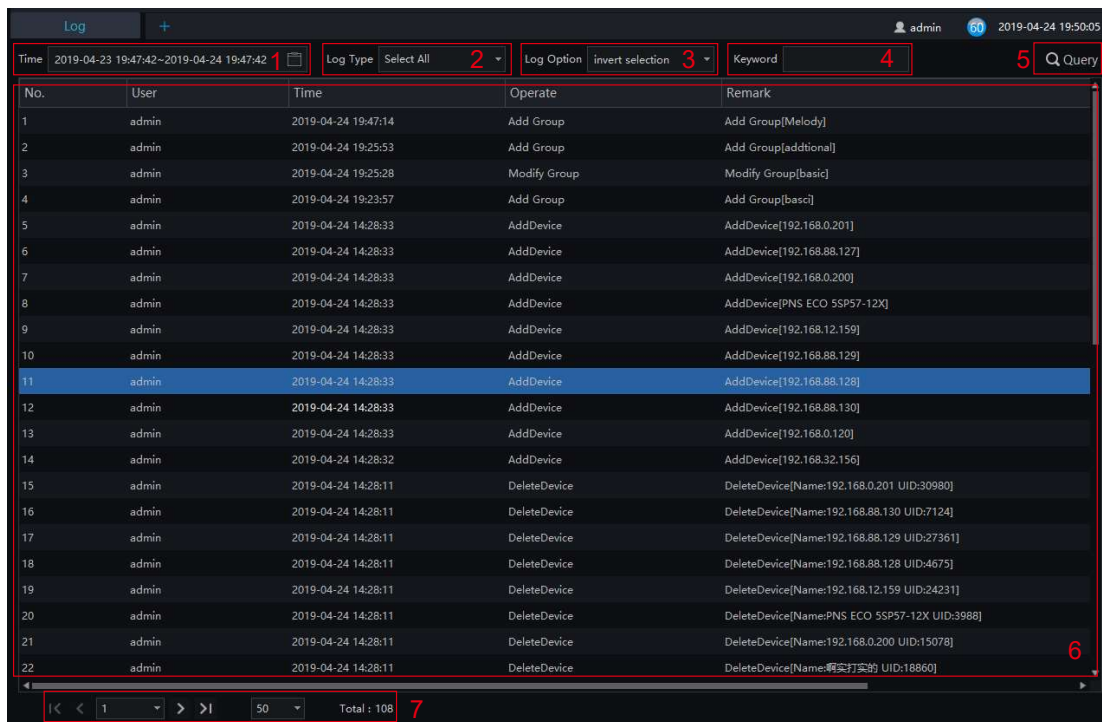 Log + admin 60 2019-04-24 19:50:05
Time 2019-04-23 19:47:42~2019-04-24 19:47:42 1 Log Type Select All 2 Log Option invert selection 3 Keyword 4 5 Query
No. User Time Operate Remark
1 admin 2019-04-24 19:47:14 Add Group Add Group[Melody]
2 admin 2019-04-24 19:25:53 Add Group Add Group[addtional]
3 admin 2019-04-24 19:25:28 Modify Group Modify Group[basic]
4 admin 2019-04-24 19:23:57 Add Group Add Group[basci]
5 admin 2019-04-24 14:28:33 AddDevice AddDevice[192.168.0.201]
6 admin 2019-04-24 14:28:33 AddDevice AddDevice[192.168.88.127]
7 admin 2019-04-24 14:28:33 AddDevice AddDevice[192.168.0.200]
8 admin 2019-04-24 14:28:33 AddDevice AddDevice[PNS ECO 5SP57-12X]
9 admin 2019-04-24 14:28:33 AddDevice AddDevice[192.168.12.159]
10 admin 2019-04-24 14:28:33 AddDevice AddDevice[192.168.88.129]
11 admin 2019-04-24 14:28:33 AddDevice AddDevice[192.168.88.128]
12 admin 2019-04-24 14:28:33 AddDevice AddDevice[192.168.88.130]
13 admin 2019-04-24 14:28:33 AddDevice AddDevice[192.168.0.120]
14 admin 2019-04-24 14:28:32 AddDevice AddDevice[192.168.32.156]
15 admin 2019-04-24 14:28:11 DeleteDevice DeleteDevice[Name:192.168.0.201 UID:30980]
16 admin 2019-04-24 14:28:11 DeleteDevice DeleteDevice[Name:192.168.88.130 UID:7124]
17 admin 2019-04-24 14:28:11 DeleteDevice DeleteDevice[Name:192.168.88.129 UID:27361]
18 admin 2019-04-24 14:28:11 DeleteDevice DeleteDevice[Name:192.168.88.128 UID:4675]
19 admin 2019-04-24 14:28:11 DeleteDevice DeleteDevice[Name:192.168.12.159 UID:24231]
20 admin 2019-04-24 14:28:11 DeleteDevice DeleteDevice[Name:PNS ECO 5SP57-12X UID:3988]
21 admin 2019-04-24 14:28:11 DeleteDevice DeleteDevice[Name:192.168.0.200 UID:15078]
22 admin 2019-04-24 14:28:11 DeleteDevice DeleteDevice[Name:啊实打实的 UID:18860]
6
1 50 Total : 108 7